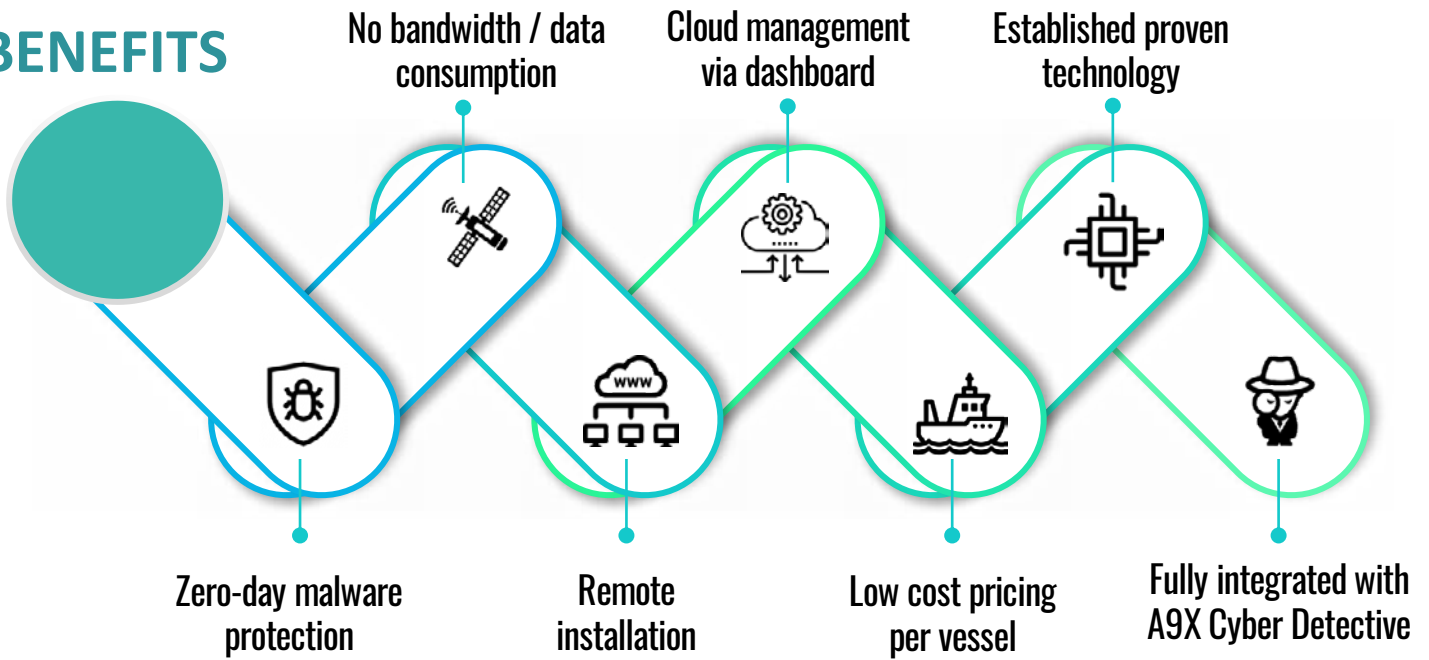 BENEFITS
No bandwidth / data
consumption
Cloud management
via dashboard
Established proven
technology
www
Zero-day malware
protection
Remote
installation
Low cost pricing
per vessel
Fully integrated with
A9X Cyber Detective